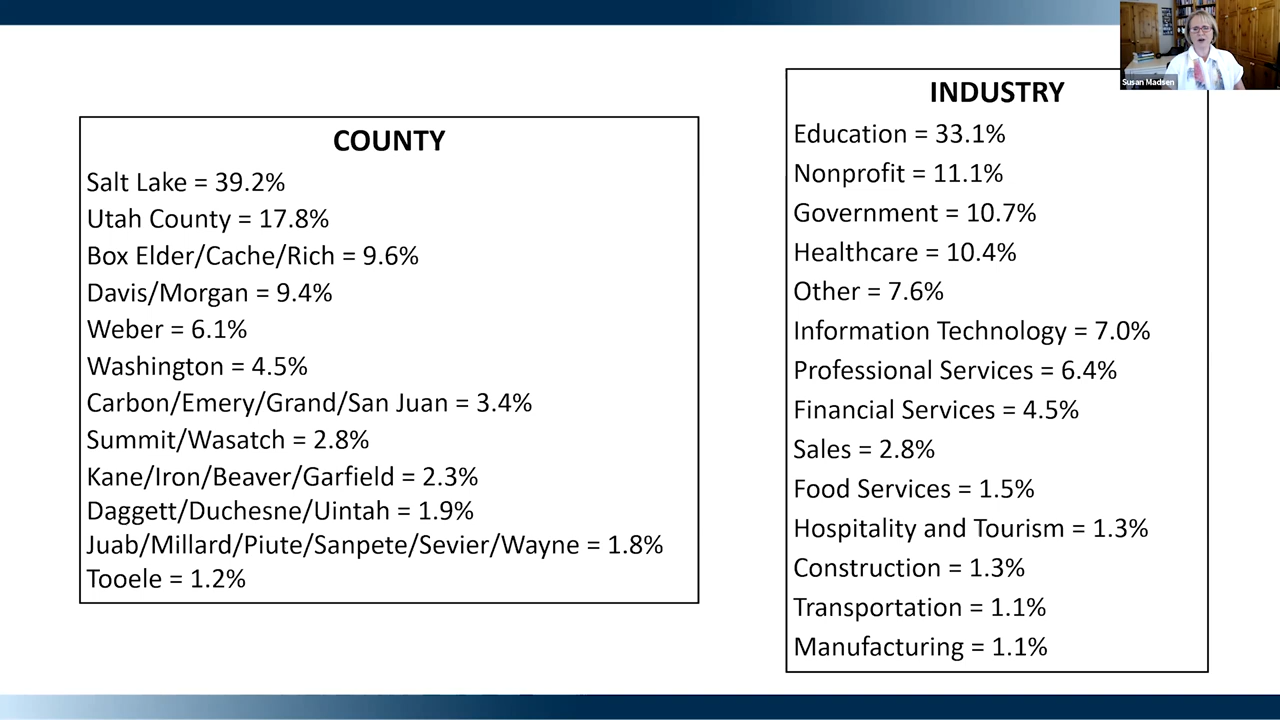 Susan Madsen
COUNTY
Salt Lake = 39.2%
Utah County = 17.8%
Box Elder/Cache/Rich = 9.6%
Davis/Morgan = 9.4%
Weber = 6.1%
Washington = 4.5%
Carbon/Emery/Grand/San Juan = 3.4%
Summit/Wasatch = 2.8%
Kane/Iron/Beaver/Garfield = 2.3%
Daggett/Duchesne/Uintah = 1.9%
Juab/Millard/Piute/Sanpete/Sevier/Wayne = 1.8%
Tooele = 1.2%
INDUSTRY
Education = 33.1%
Nonprofit = 11.1%
Government = 10.7%
Healthcare = 10.4%
Other = 7.6%
Information Technology = 7.0%
Professional Services = 6.4%
Financial Services = 4.5%
Sales = 2.8%
Food Services = 1.5%
Hospitality and Tourism = 1.3%
Construction = 1.3%
Transportation = 1.1%
Manufacturing = 1.1%